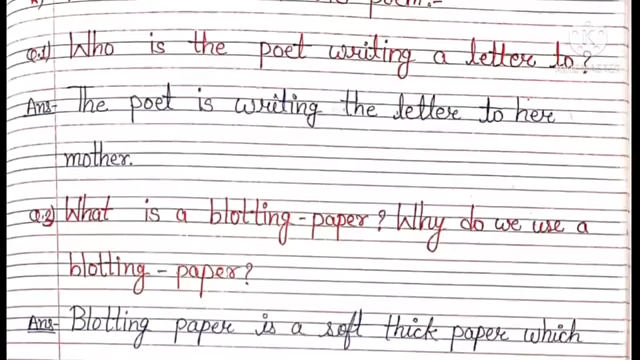 poem:-
Q.1) Who is the poet writing a letter to?
Ans- The poet is writing the letter to her
mother.
Q.2) What is a blotting-paper? Why do we use a
blotting-paper?
Ans- Blotting paper is a soft thick paper which